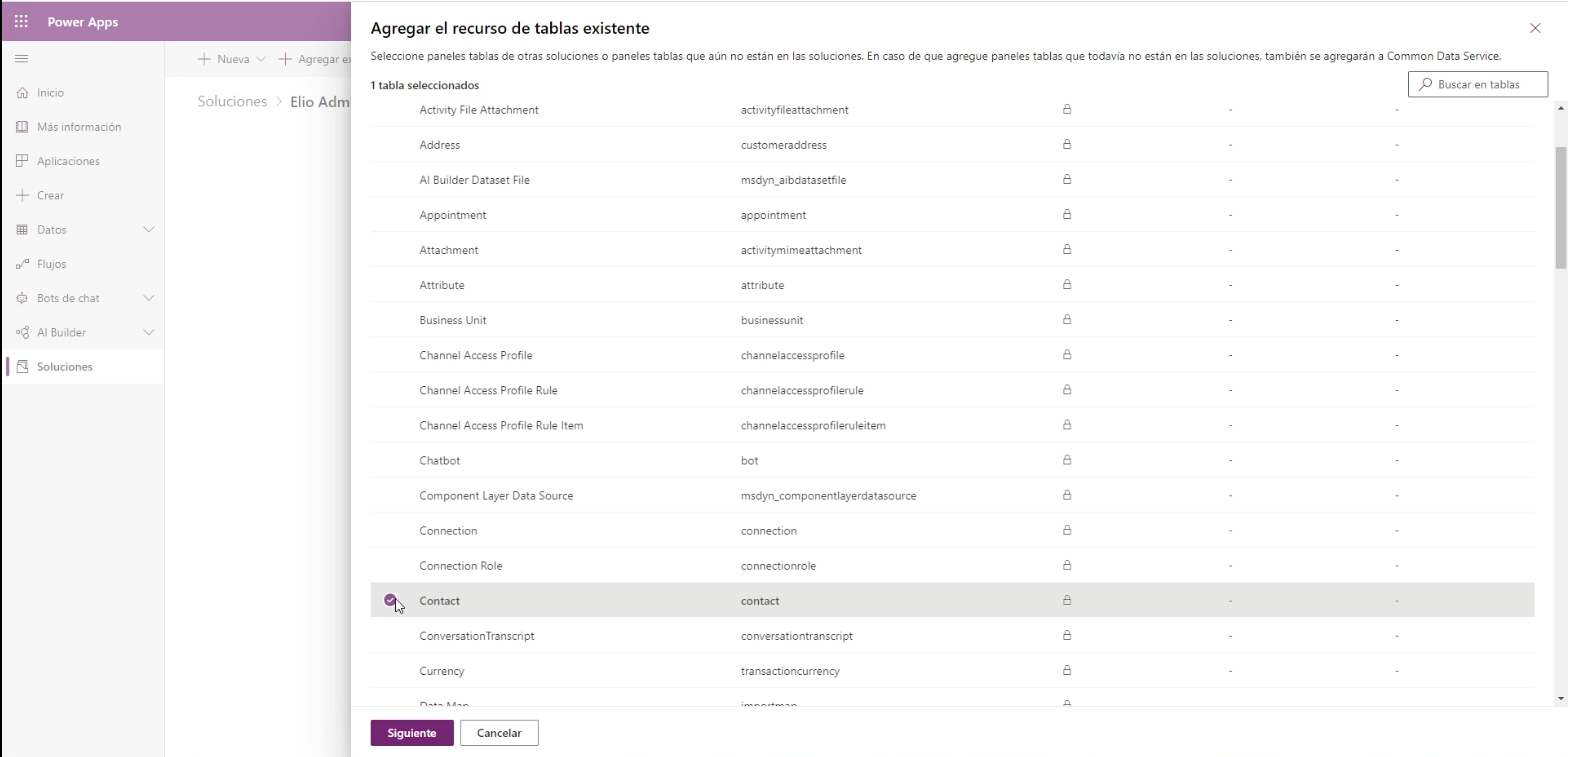 Power Apps
Inicio
Más información
Aplicaciones
Crear
Datos
Flujos
Bots de chat
AI Builder
Soluciones
Nueva
Agregar ex
Soluciones > Elio Adm
Agregar el recurso de tablas existente
Seleccione paneles tablas de otras soluciones o paneles tablas que aún no están en las soluciones. En caso de que agregue paneles tablas que todavía no están en las soluciones, también se agregarán a Common Data Service.
1 tabla seleccionados
Buscar en tablas
Activity File Attachment activityfileattachment - -
Address customeraddress - -
AI Builder Dataset File msdyn_aibdatasetfile - -
Appointment appointment - -
Attachment activitymimeattachment - -
Attribute attribute - -
Business Unit businessunit - -
Channel Access Profile channelaccessprofile - -
Channel Access Profile Rule channelaccessprofilerule - -
Channel Access Profile Rule Item channelaccessprofileruleitem - -
Chatbot bot - -
Component Layer Data Source msdyn_componentlayerdatasource - -
Connection connection - -
Connection Role connectionrole - -
Contact contact - -
ConversationTranscript conversationtranscript - -
Currency transactioncurrency - -
Data Map importmap
Siguiente
Cancelar